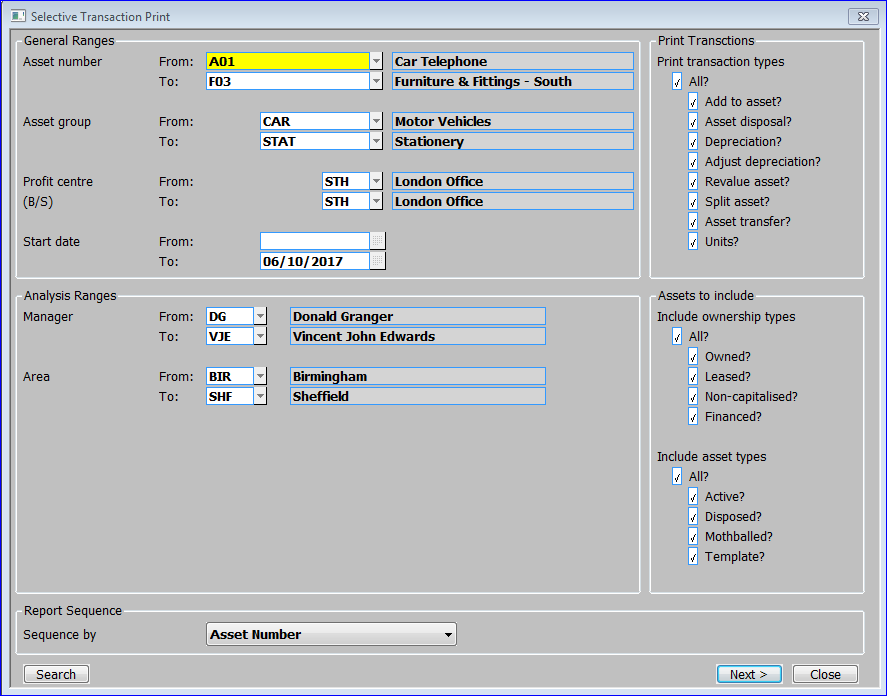 Selective Transaction Print
General Ranges
Asset number From: A01 Car Telephone
To: F03 Furniture & Fittings - South
Asset group From: CAR Motor Vehicles
To: STAT Stationery
Profit centre From: STH London Office
(B/S) To: STH London Office
Start date From:
To: 06/10/2017
Print Transctions
Print transaction types
All?
Add to asset?
Asset disposal?
Depreciation?
Adjust depreciation?
Revalue asset?
Split asset?
Asset transfer?
Units?
Analysis Ranges
Manager From: DG Donald Granger
To: VJE Vincent John Edwards
Area From: BIR Birmingham
To: SHF Sheffield
Assets to include
Include ownership types
All?
Owned?
Leased?
Non-capitalised?
Financed?
Include asset types
All?
Active?
Disposed?
Mothballed?
Template?
Report Sequence
Sequence by Asset Number
Search Next > Close